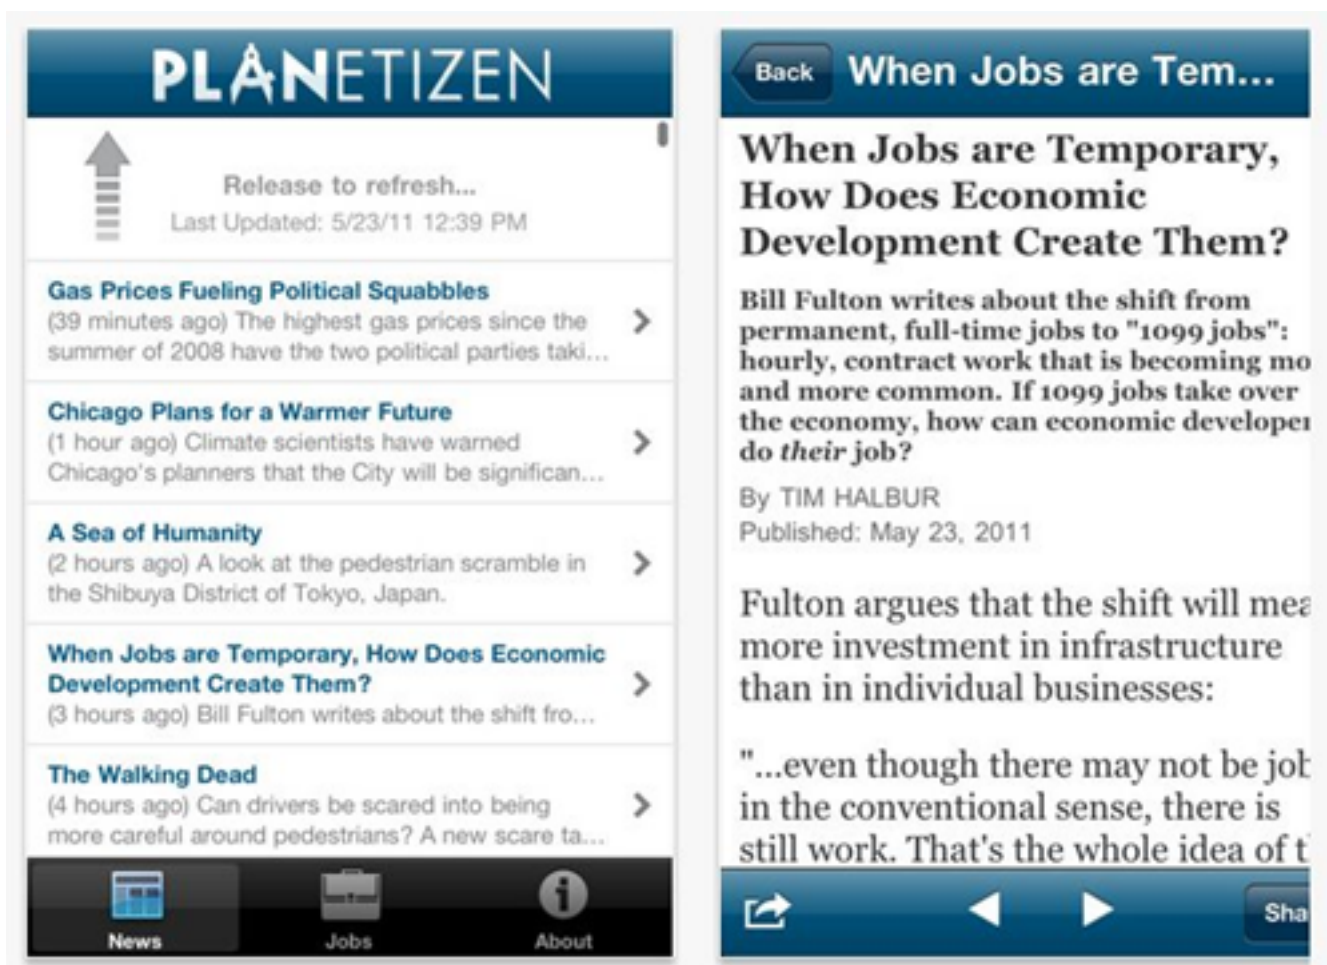 PLANETIZEN
Release to refresh...
Last Updated: 5/23/11 12:39 PM
Gas Prices Fueling Political Squabbles
(39 minutes ago) The highest gas prices since the
summer of 2008 have the two political parties taki...
Chicago Plans for a Warmer Future
(1 hour ago) Climate scientists have warned
Chicago's planners that the City will be significan...
A Sea of Humanity
(2 hours ago) A look at the pedestrian scramble in
the Shibuya District of Tokyo, Japan.
When Jobs are Temporary, How Does Economic
Development Create Them?
(3 hours ago) Bill Fulton writes about the shift fro...
The Walking Dead
(4 hours ago) Can drivers be scared into being
more careful around pedestrians? A new scare ta...
News
Jobs
About
Back
When Jobs are Tem...
When Jobs are Temporary,
How Does Economic
Development Create Them?
Bill Fulton writes about the shift from
permanent, full-time jobs to "1099 jobs":
hourly, contract work that is becoming mo
and more common. If 1099 jobs take over
the economy, how can economic developer
do their job?
By TIM HALBUR
Published: May 23, 2011
Fulton argues that the shift will mea
more investment in infrastructure
than in individual businesses:
"...even though there may not be job
in the conventional sense, there is
still work. That's the whole idea of t
Sha